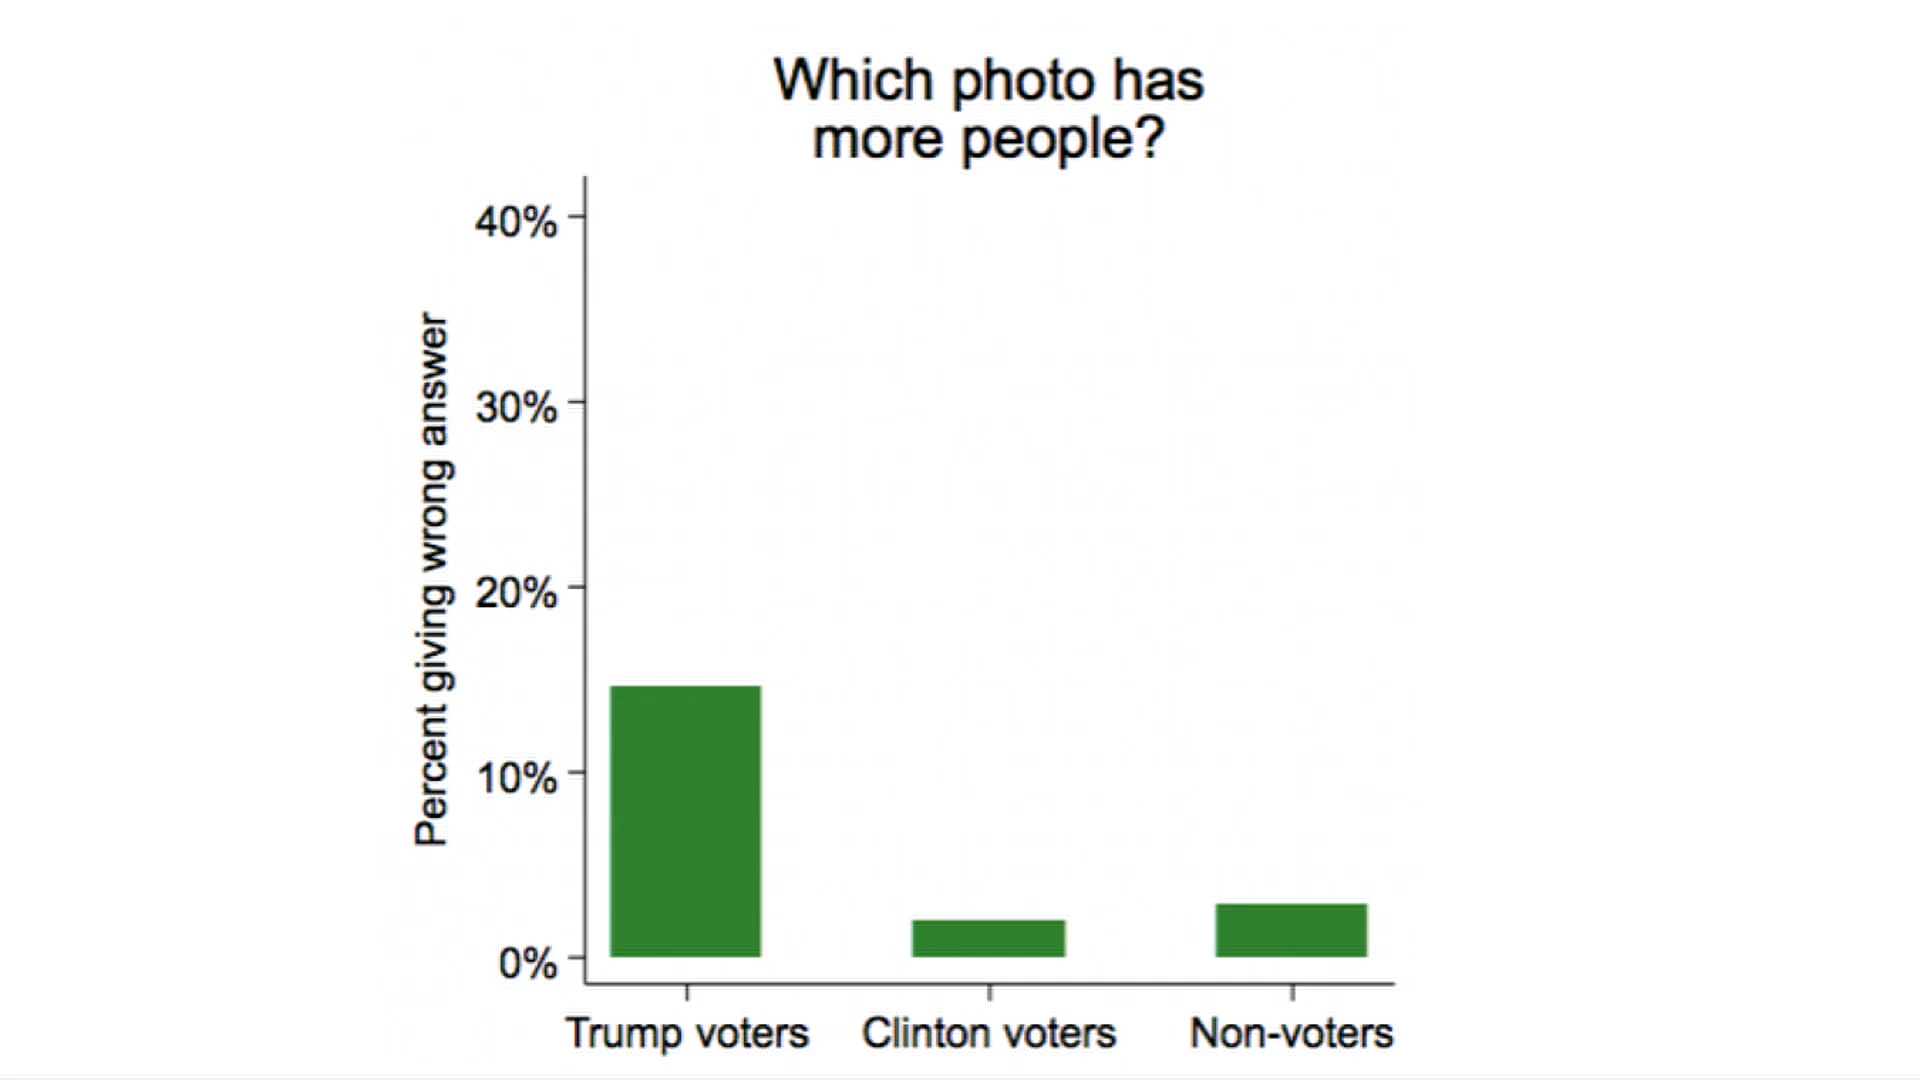 Which photo has
more people?
Percent giving wrong answer
40%
30%
20%
10%
0%
Trump voters
Clinton voters
Non-voters